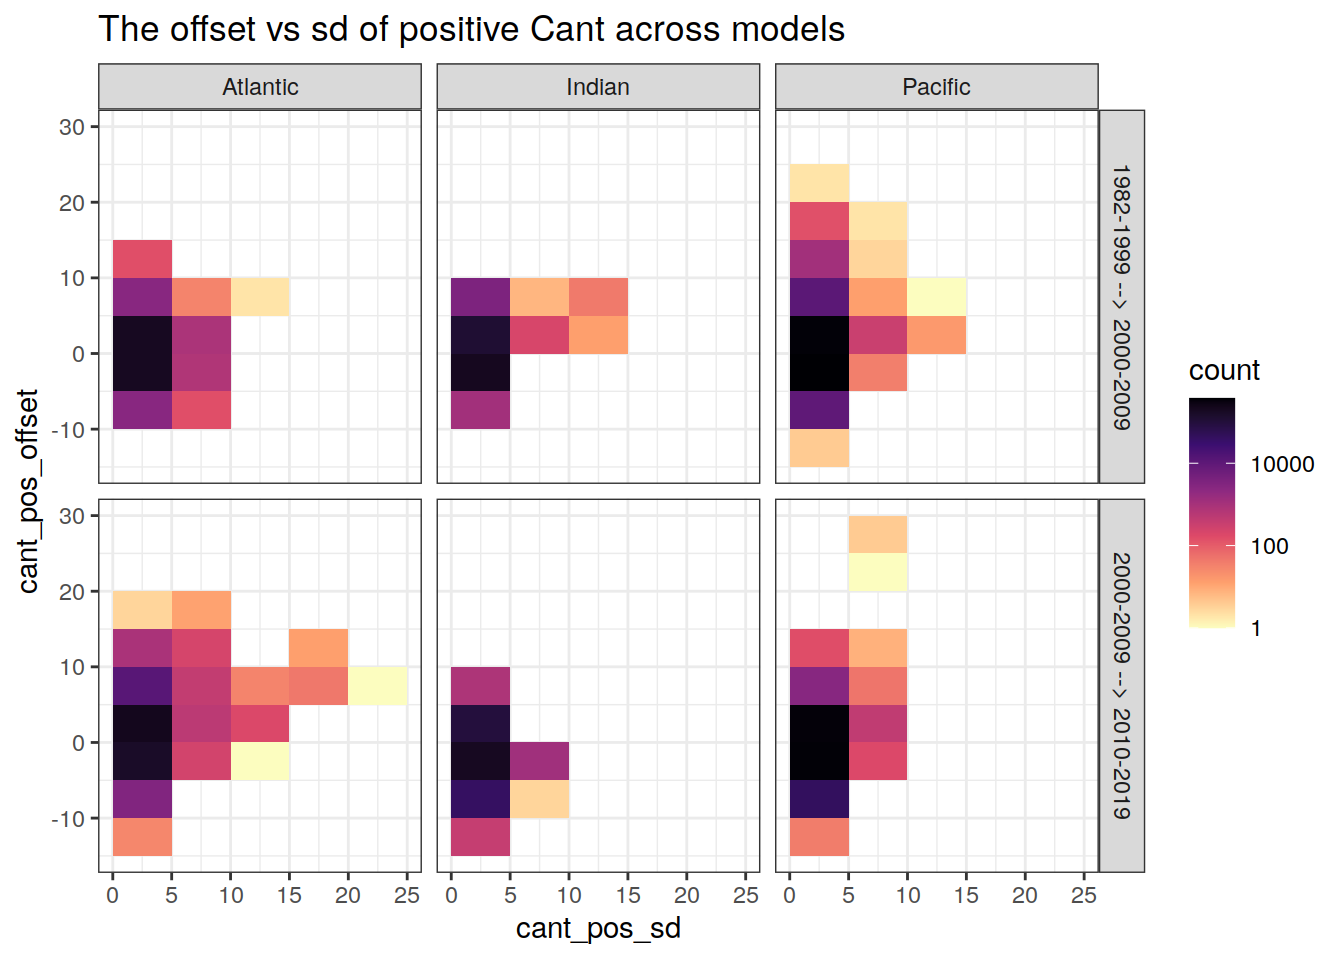 The offset vs sd of positive Cant across models
Atlantic
Indian
Pacific
30
20
10
0
-10
1982-1999 --> 2000-2009
30
20
10
0
-10
2000-2009 --> 2010-2019
cant_pos_offset
0 5 10 15 20 25
0 5 10 15 20 25
0 5 10 15 20 25
cant_pos_sd
count
10000
100
1